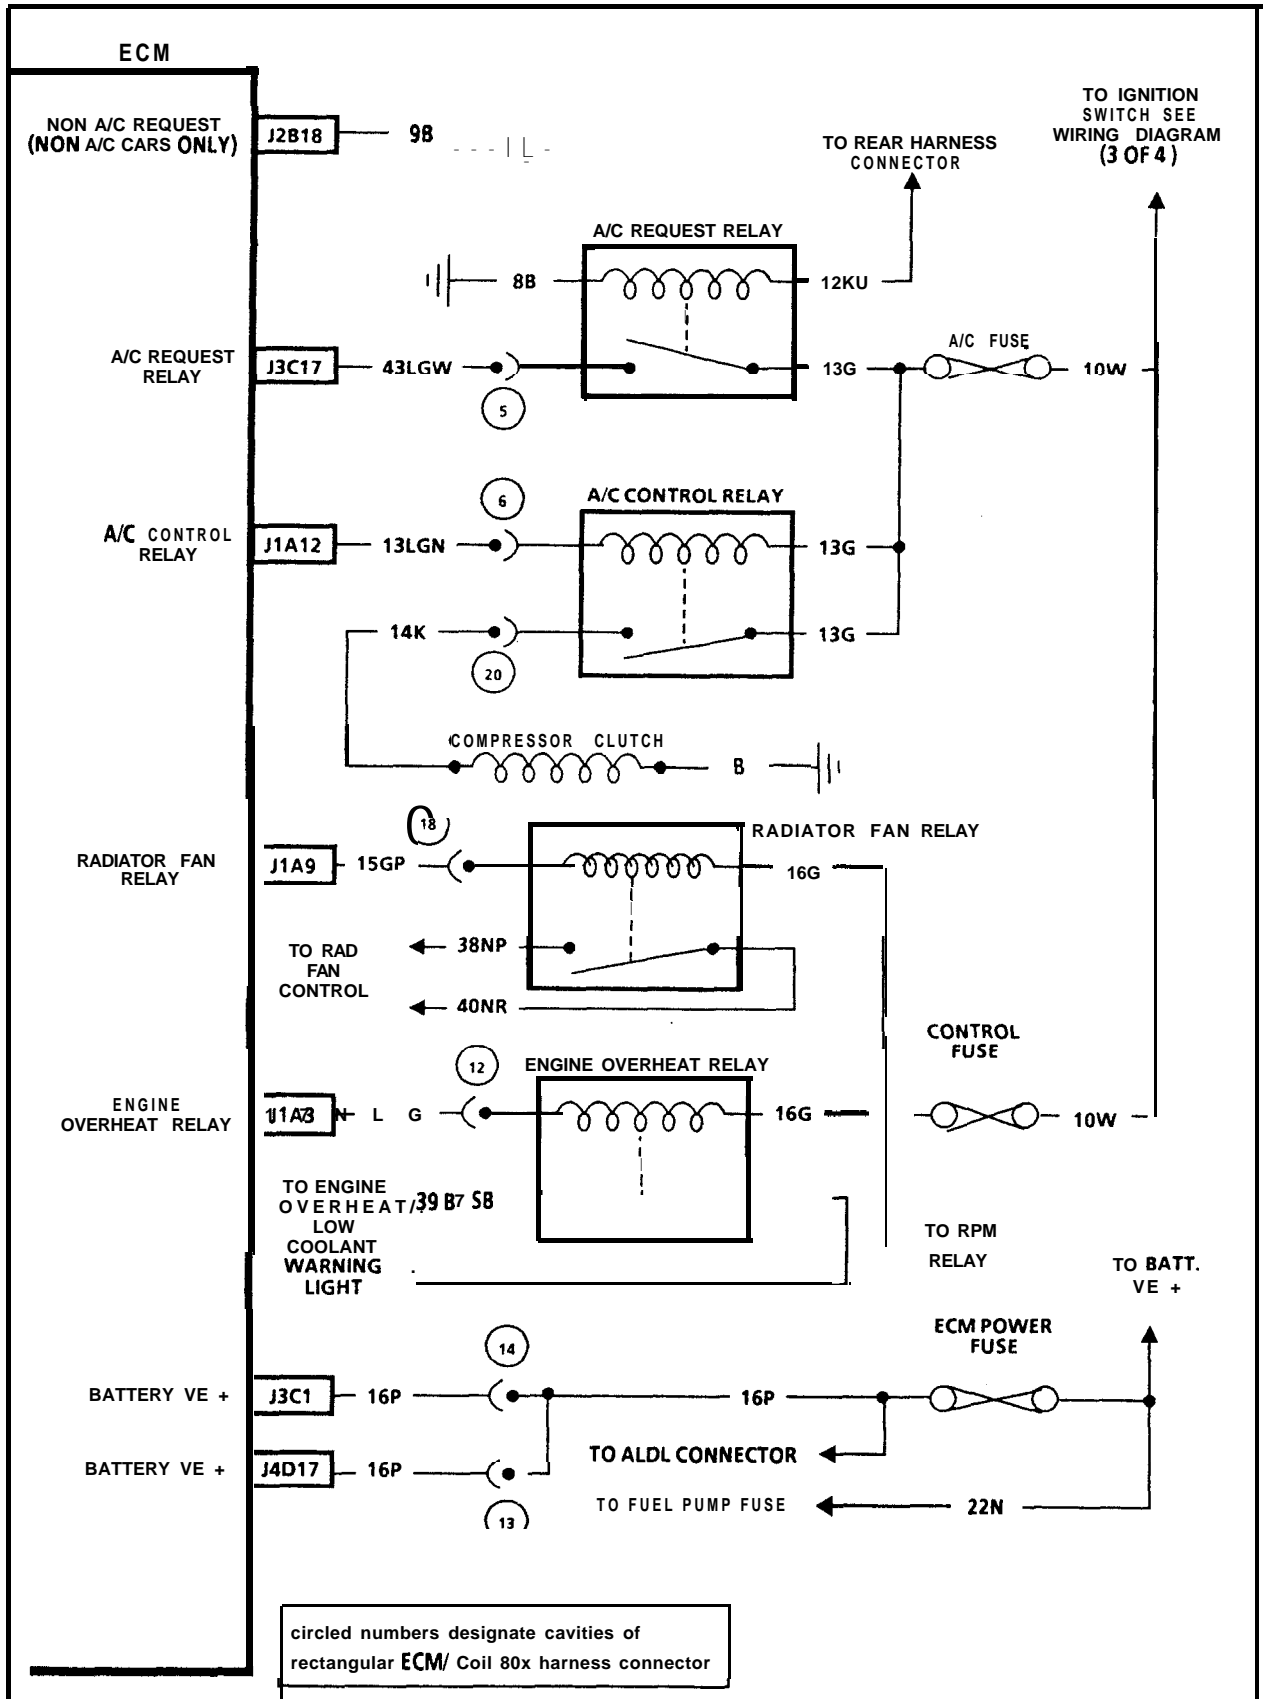 ECM
NON A/C REQUEST
(NON A/C CARS ONLY)
J2B18
9B
TO REAR HARNESS
CONNECTOR
TO IGNITION
SWITCH SEE
WIRING DIAGRAM
(3 OF 4)
A/C REQUEST RELAY
8B
12KU
A/C REQUEST
RELAY
J3C17
43LGW
5
13G
A/C FUSE
10W
6
A/C CONTROL RELAY
A/C CONTROL
RELAY
J1A12
13LGN
13G
14K
20
13G
COMPRESSOR CLUTCH
B
18
RADIATOR FAN RELAY
RADIATOR FAN
RELAY
J1A9
15GP
16G
TO RAD
FAN
CONTROL
38NP
40NR
CONTROL
FUSE
12
ENGINE OVERHEAT RELAY
ENGINE
OVERHEAT RELAY
J1A3
N L G
16G
10W
TO ENGINE
OVERHEAT/
LOW
COOLANT
WARNING
LIGHT
39 B7 SB
TO RPM
RELAY
TO BATT.
VE +
ECM POWER
FUSE
14
BATTERY VE +
J3C1
16P
16P
TO ALDL CONNECTOR
BATTERY VE +
J4D17
16P
13
TO FUEL PUMP FUSE
22N
circled numbers designate cavities of
rectangular ECM/ Coil 80x harness connector